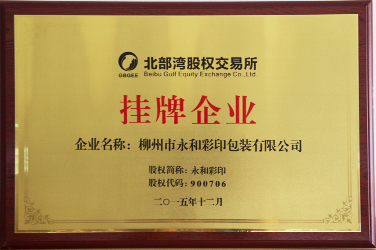 北部湾股权交易所
GBGEE
Beibu Gulf Equity Exchange Co.,Ltd
挂牌企业
企业名称：柳州市永和彩印包装有限公司
股权简称：永和彩印
股权代码：900706
二〇一五年十二月